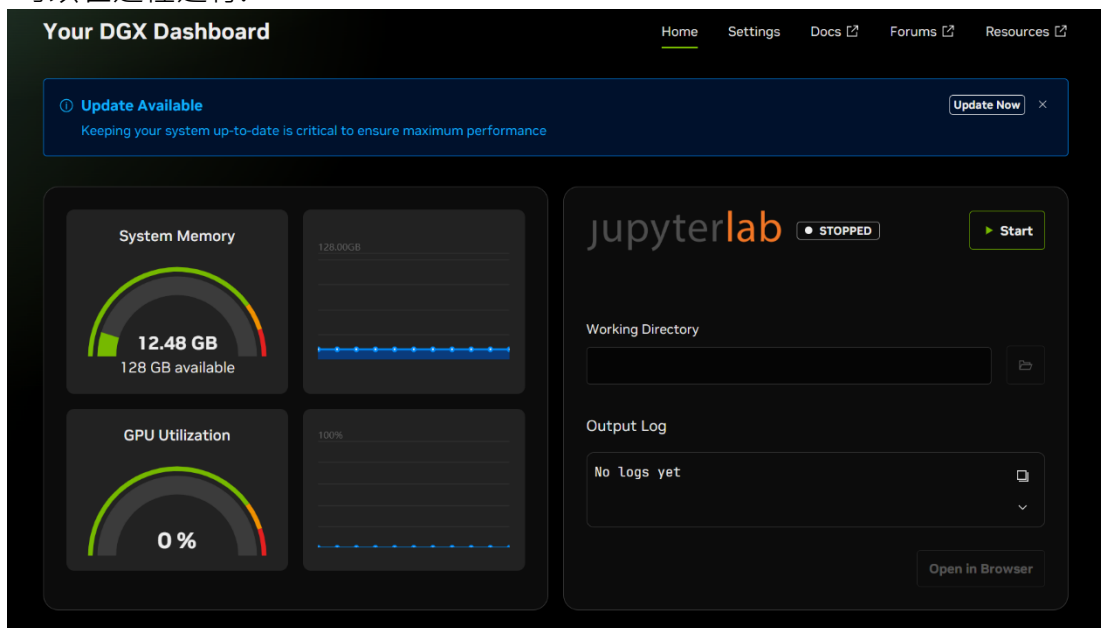 Your DGX Dashboard
Home
Settings
Docs
Forums
Resources
Update Available
Keeping your system up-to-date is critical to ensure maximum performance
Update Now
System Memory
12.48 GB
128 GB available
128.00GB
GPU Utilization
0 %
100%
jupyterlab
STOPPED
Start
Working Directory
Output Log
No logs yet
Open in Browser